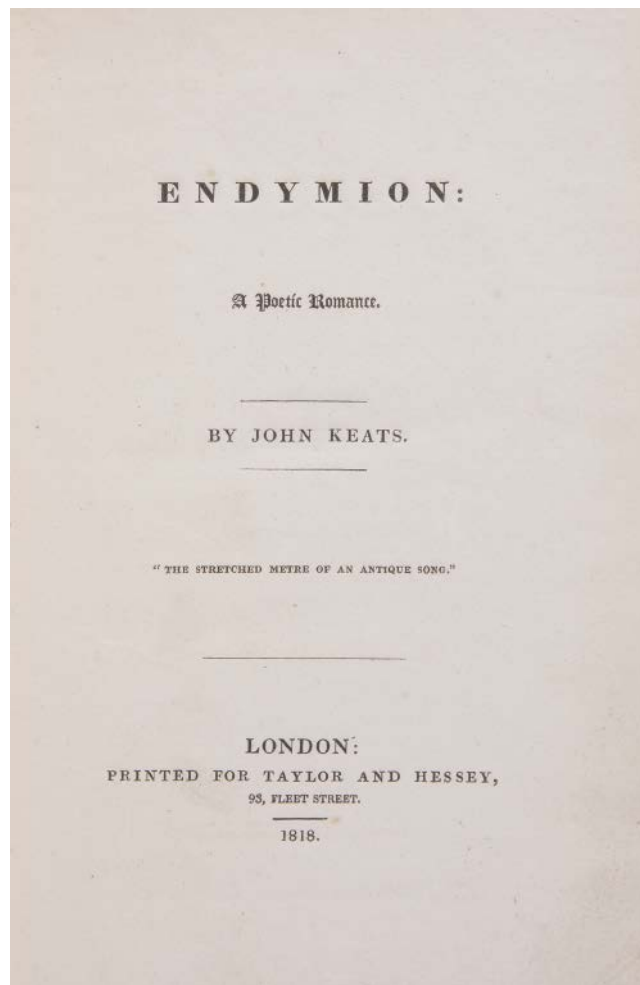 ENDYMION:
A Poetic Romance.
BY JOHN KEATS.
"THE STRETCHED METRE OF AN ANTIQUE SONG."
LONDON:
PRINTED FOR TAYLOR AND HESSEY,
93, FLEET STREET.
1818.